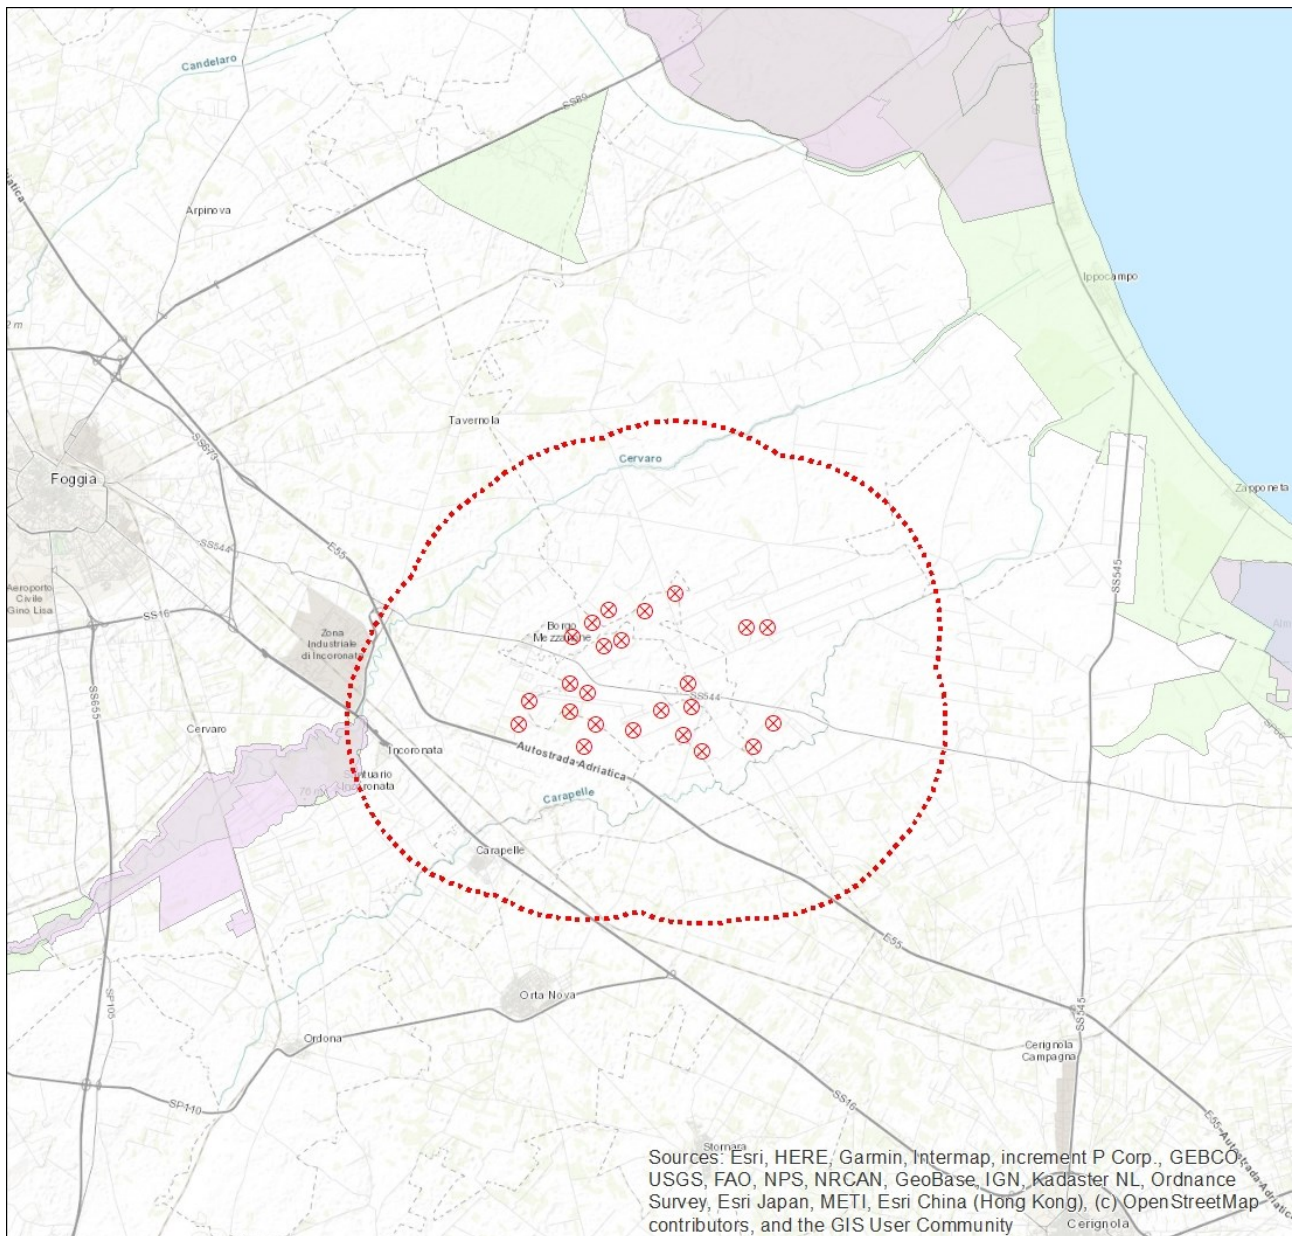 Candelaro
SS89
Arpinova
Ippocampo
2 m
Tavernola
SS673
Cervaro
Foggia
Zapponeta
SS544
E55
SS545
Aeroporto
Civile
Gino Lisa
SS16
Zona
Industriale
di Incoronata
Borgo
Mezzanone
SS544
SS655
Cervaro
Incoronata
Autostrada Adriatica
Santuario
Incoronata
70 m
Carapelle
Carapelle
E55
SP105
Orta Nova
SS545
Ordona
Cerignola
Campagna
SP110
SS16
E55-Autostrada Adriatica
Stornara
Sources: Esri, HERE, Garmin, Intermap, increment P Corp., GEBCO,
USGS, FAO, NPS, NRCAN, GeoBase, IGN, Kadaster NL, Ordnance
Survey, Esri Japan, METI, Esri China (Hong Kong), (c) OpenStreetMap
contributors, and the GIS User Community
Cerignola